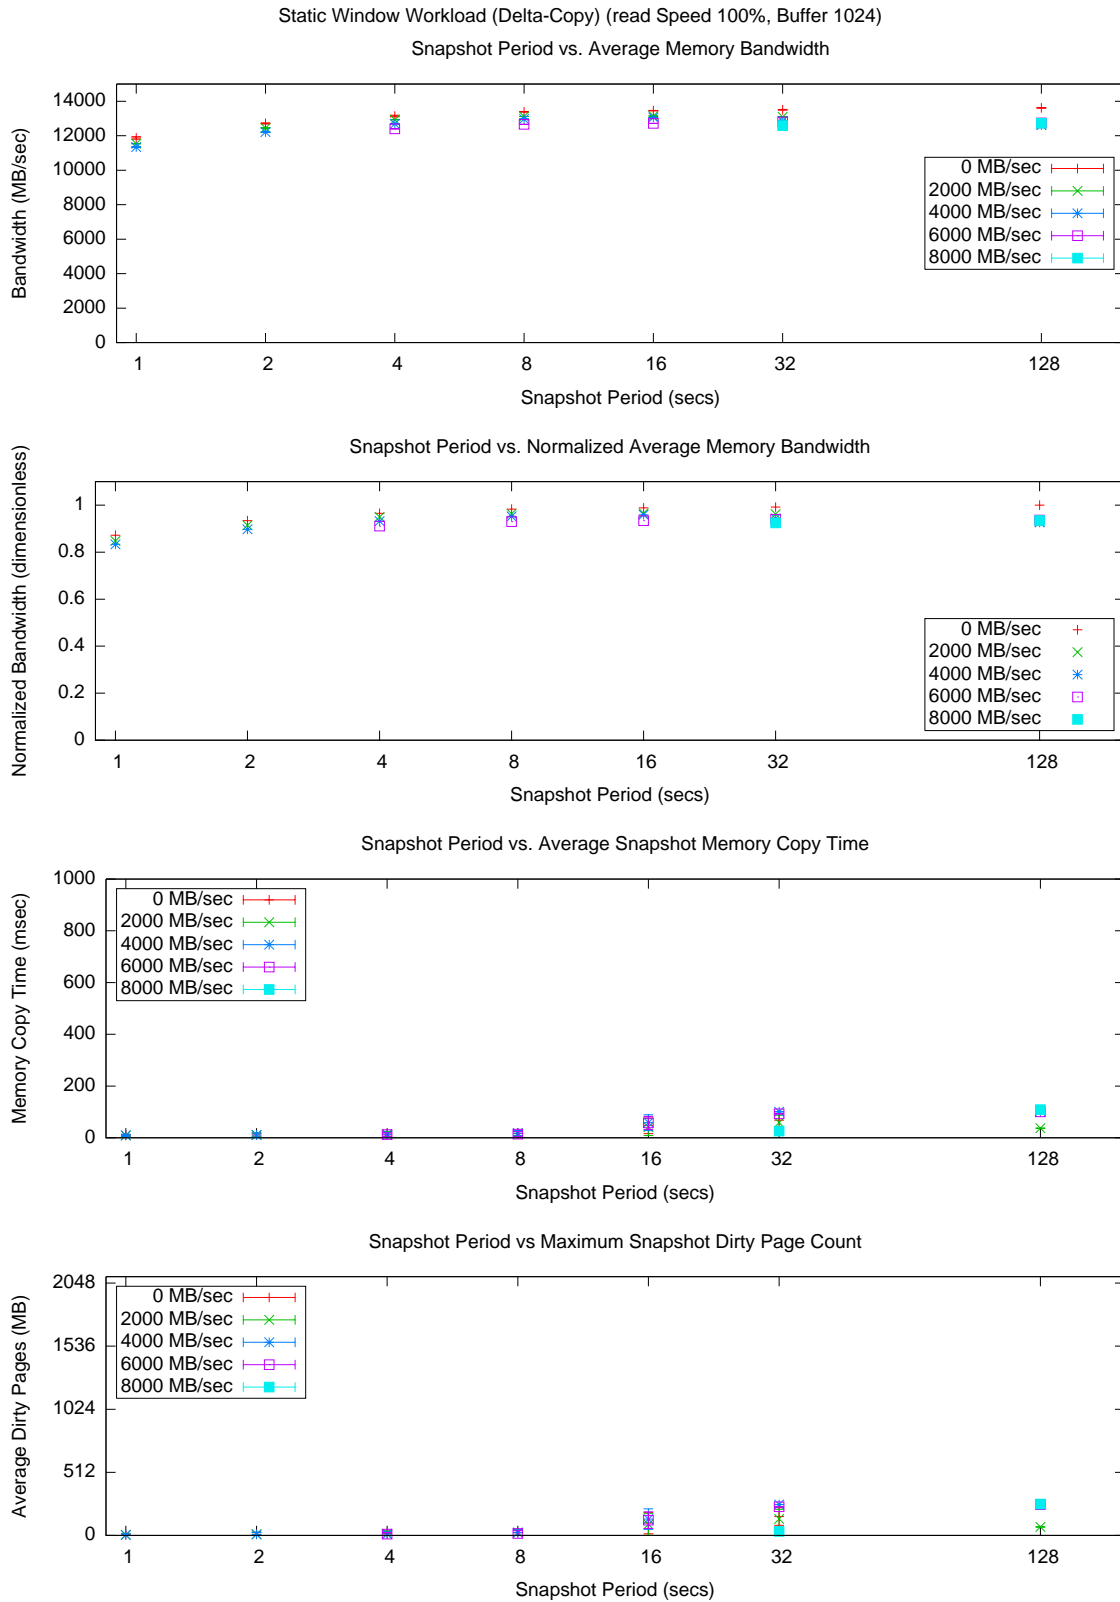 Static Window Workload (Delta-Copy) (read Speed 100%, Buffer 1024)
Snapshot Period vs. Average Memory Bandwidth
Bandwidth (MB/sec)
14000
12000
10000
8000
6000
4000
2000
0
0 MB/sec
2000 MB/sec
4000 MB/sec
6000 MB/sec
8000 MB/sec
1 2 4 8 16 32 128
Snapshot Period (secs)
Snapshot Period vs. Normalized Average Memory Bandwidth
Normalized Bandwidth (dimensionless)
1
0.8
0.6
0.4
0.2
0
0 MB/sec
2000 MB/sec
4000 MB/sec
6000 MB/sec
8000 MB/sec
1 2 4 8 16 32 128
Snapshot Period (secs)
Snapshot Period vs. Average Snapshot Memory Copy Time
Memory Copy Time (msec)
1000
800
600
400
200
0
0 MB/sec
2000 MB/sec
4000 MB/sec
6000 MB/sec
8000 MB/sec
1 2 4 8 16 32 128
Snapshot Period (secs)
Snapshot Period vs Maximum Snapshot Dirty Page Count
Average Dirty Pages (MB)
2048
1536
1024
512
0
0 MB/sec
2000 MB/sec
4000 MB/sec
6000 MB/sec
8000 MB/sec
1 2 4 8 16 32 128
Snapshot Period (secs)